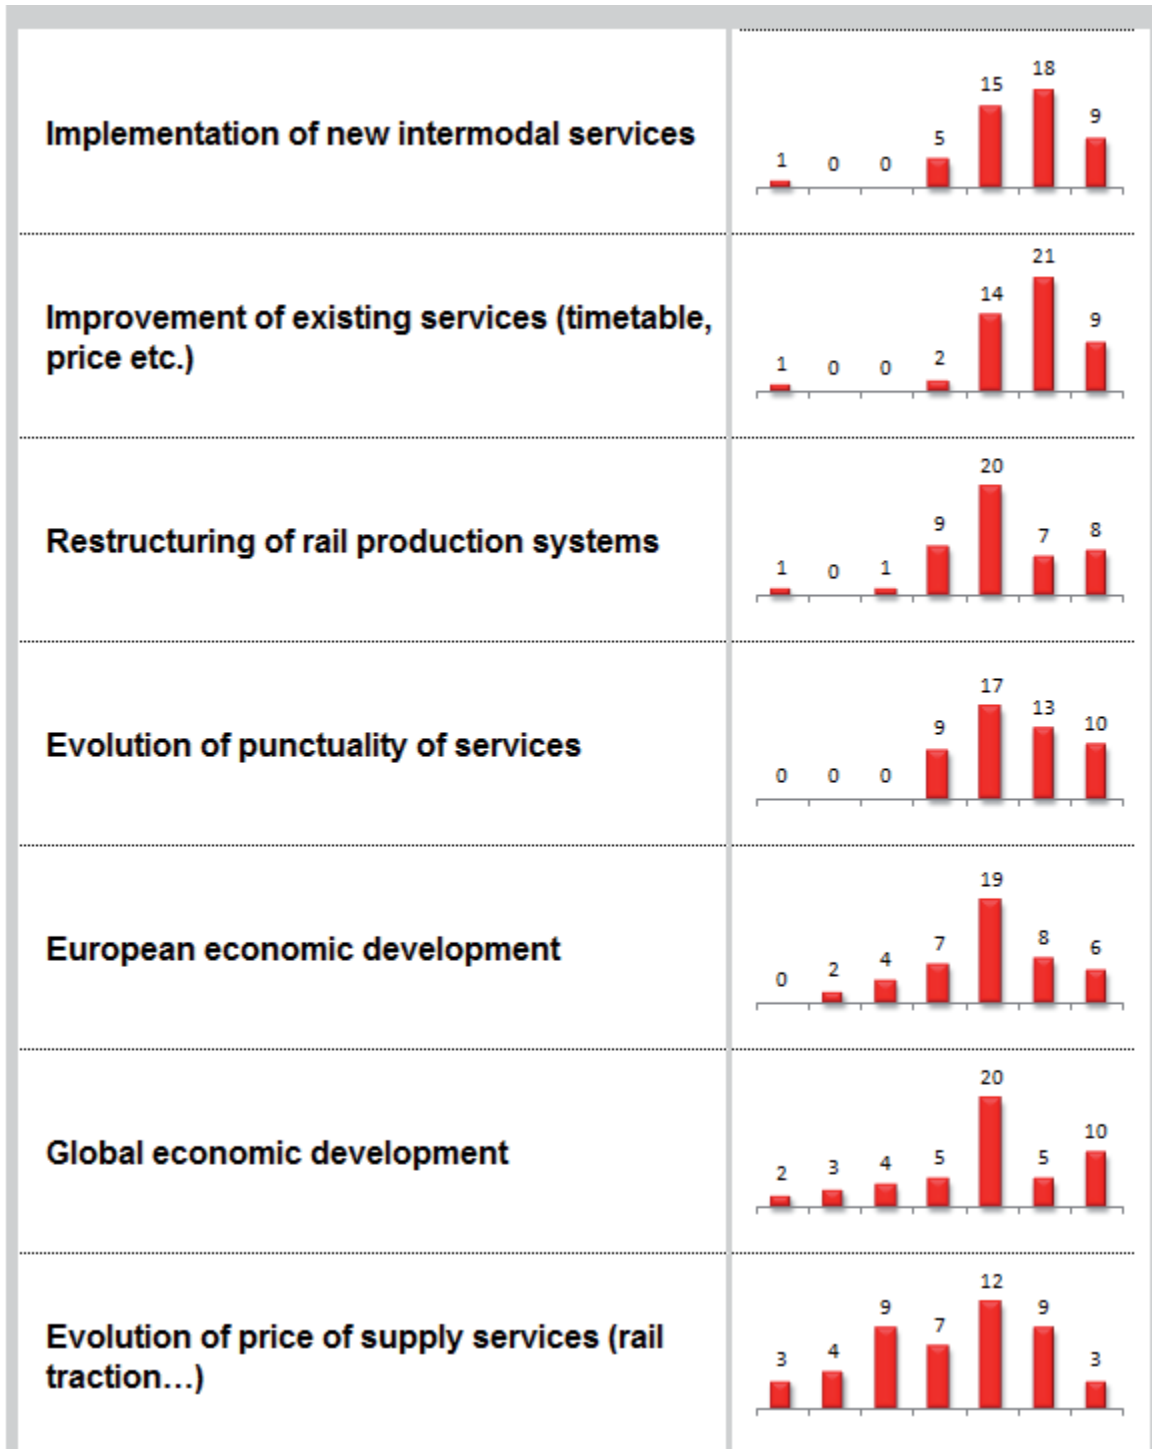 Implementation of new intermodal services
1 0 0 5 15 18 9
Improvement of existing services (timetable,
price etc.)
1 0 0 2 14 21 9
Restructuring of rail production systems
1 0 1 9 20 7 8
Evolution of punctuality of services
0 0 0 9 17 13 10
European economic development
0 2 4 7 19 8 6
Global economic development
2 3 4 5 20 5 10
Evolution of price of supply services (rail
traction...)
3 4 9 7 12 9 3